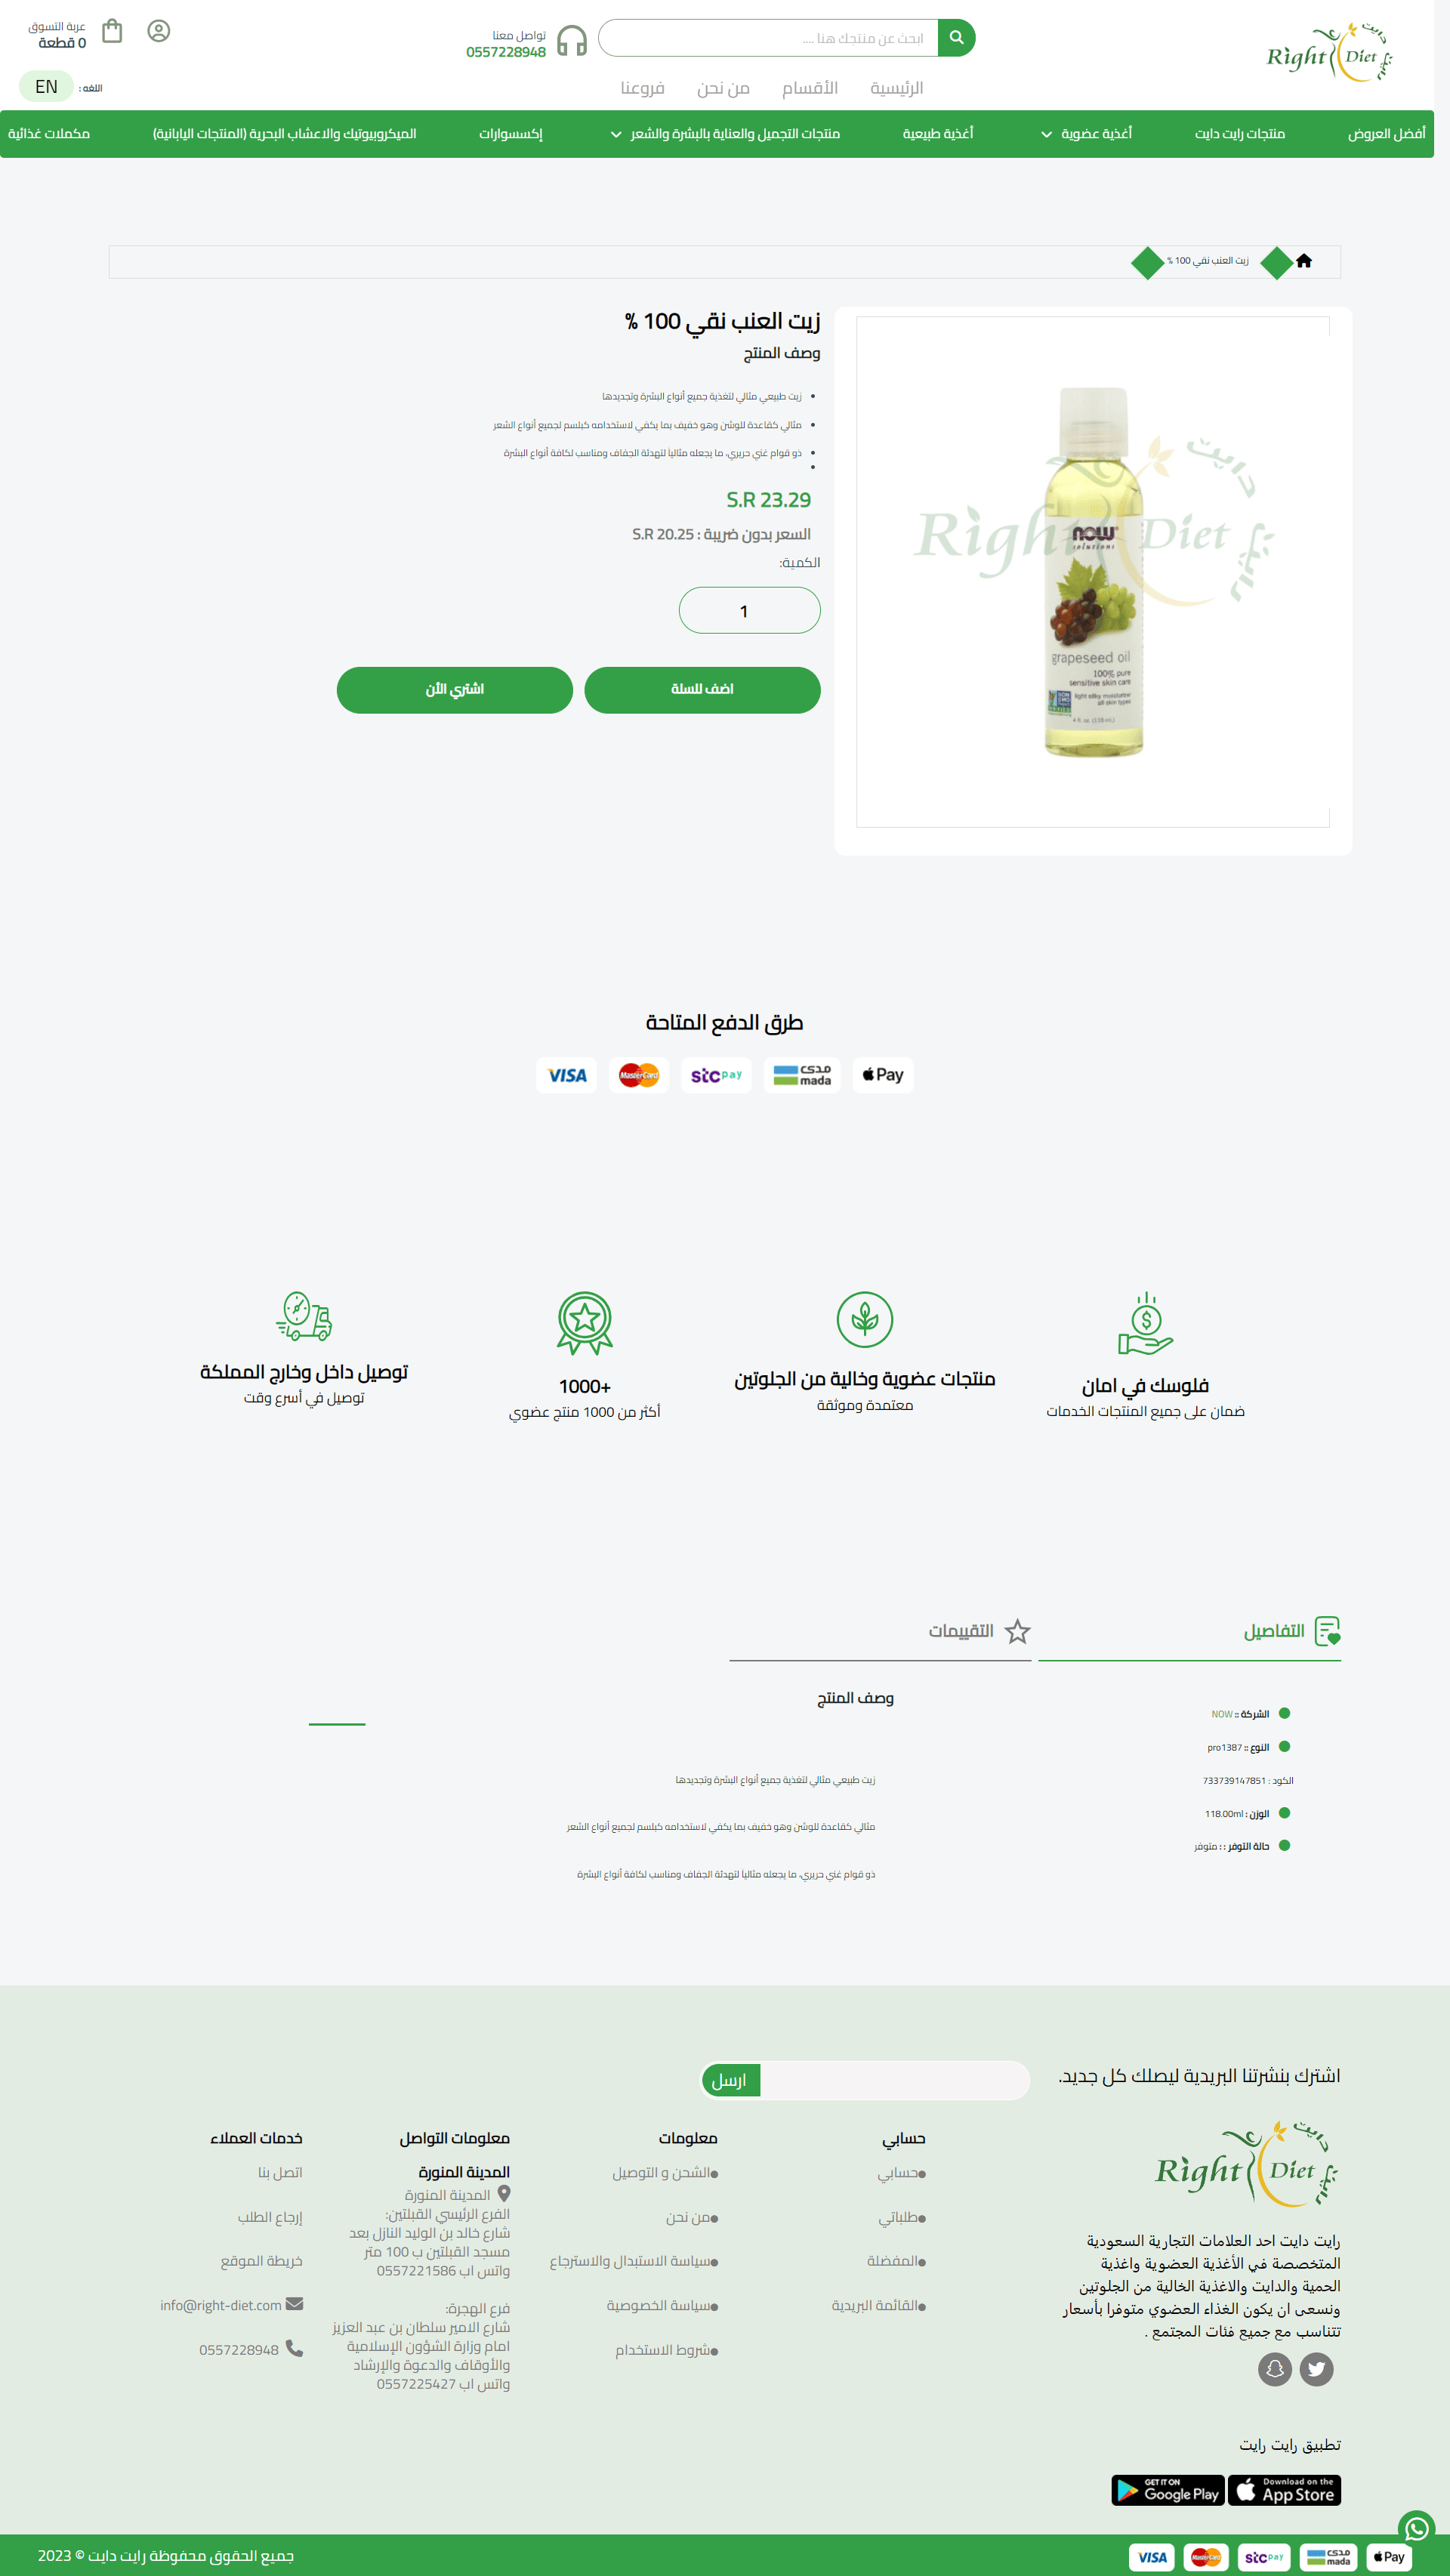 Right Diet رايت دايت
ابحث عن منتجك هنا ....
تواصل معنا
0557228948
عربة التسوق
0 قطعة
الرئيسية
الأقسام
من نحن
فروعنا
اللغه :
EN
أفضل العروض
منتجات رايت دايت
أغذية عضوية
أغذية طبيعية
منتجات التجميل والعناية بالبشرة والشعر
إكسسوارات
الميكروبيوتيك والاعشاب البحرية (المنتجات اليابانية)
مكملات غذائية
زيت العنب نقي 100 %
زيت العنب نقي 100 %
وصف المنتج
زيت طبيعي مثالي لتغذية جميع أنواع البشرة وتجديدها
مثالي كقاعدة للوشن وهو خفيف بما يكفي لاستخدامه كبلسم لجميع أنواع الشعر
ذو قوام غني حريري، ما يجعله مثالياً لتهدئة الجفاف ومناسب لكافة أنواع البشرة
S.R 23.29
السعر بدون ضريبة : S.R 20.25
الكمية:
1
اضف للسلة
اشتري الأن
Right Diet رايت دايت
now
solutions
grapeseed oil
100% pure
sensitive skin care
light silky moisturizer
all skin types
4 fl. oz. (118 mL)
طرق الدفع المتاحة
Pay
مدى
mada
stc pay
MasterCard
VISA
فلوسك في امان
ضمان على جميع المنتجات الخدمات
منتجات عضوية وخالية من الجلوتين
معتمدة وموثقة
1000+
أكثر من 1000 منتج عضوي
توصيل داخل وخارج المملكة
توصيل في أسرع وقت
التفاصيل
التقييمات
الشركة :: NOW
النوع :: pro1387
الكود : 733739147851
الوزن : 118.00ml
حالة التوفر : : متوفر
وصف المنتج
زيت طبيعي مثالي لتغذية جميع أنواع البشرة وتجديدها
مثالي كقاعدة للوشن وهو خفيف بما يكفي لاستخدامه كبلسم لجميع أنواع الشعر
ذو قوام غني حريري، ما يجعله مثالياً لتهدئة الجفاف ومناسب لكافة أنواع البشرة
اشترك بنشرتنا البريدية ليصلك كل جديد.
ارسل
Right Diet رايت دايت
رايت دايت احد العلامات التجارية السعودية
المتخصصة في الأغذية العضوية واغذية
الحمية والدايت والاغذية الخالية من الجلوتين
ونسعى ان يكون الغذاء العضوي متوفرا بأسعار
تتناسب مع جميع فئات المجتمع .
تطبيق رايت رايت
Download on the
App Store
GET IT ON
Google Play
حسابي
حسابي
طلباتي
المفضلة
القائمة البريدية
معلومات
الشحن و التوصيل
من نحن
سياسة الاستبدال والاسترجاع
سياسة الخصوصية
شروط الاستخدام
معلومات التواصل
المدينة المنورة
المدينة المنورة
الفرع الرئيسي القبلتين:
شارع خالد بن الوليد النازل بعد
مسجد القبلتين ب 100 متر
واتس اب 0557221586
فرع الهجرة:
شارع الامير سلطان بن عبد العزيز
امام وزارة الشؤون الإسلامية
والأوقاف والدعوة والإرشاد
واتس اب 0557225427
خدمات العملاء
اتصل بنا
إرجاع الطلب
خريطة الموقع
info@right-diet.com
0557228948
Pay
مدى
mada
stc pay
MasterCard
VISA
جميع الحقوق محفوظة رايت دايت © 2023